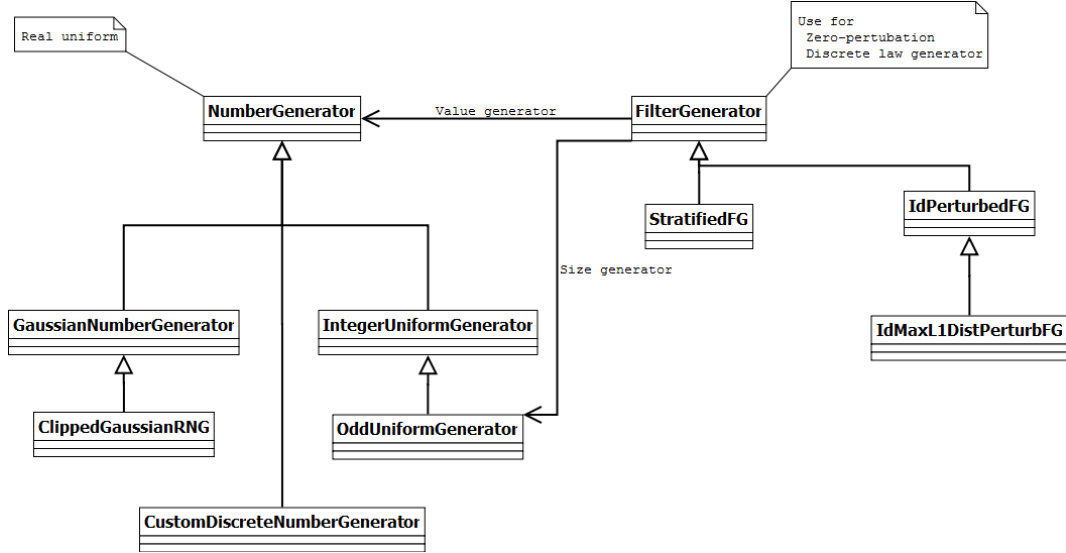 Real uniform
Use for
Zero-pertubation
Discrete law generator
NumberGenerator
Value generator
FilterGenerator
StratifiedFG
IdPerturbedFG
Size generator
GaussianNumberGenerator
IntegerUniformGenerator
IdMaxL1DistPerturbFG
ClippedGaussianRNG
OddUniformGenerator
CustomDiscreteNumberGenerator